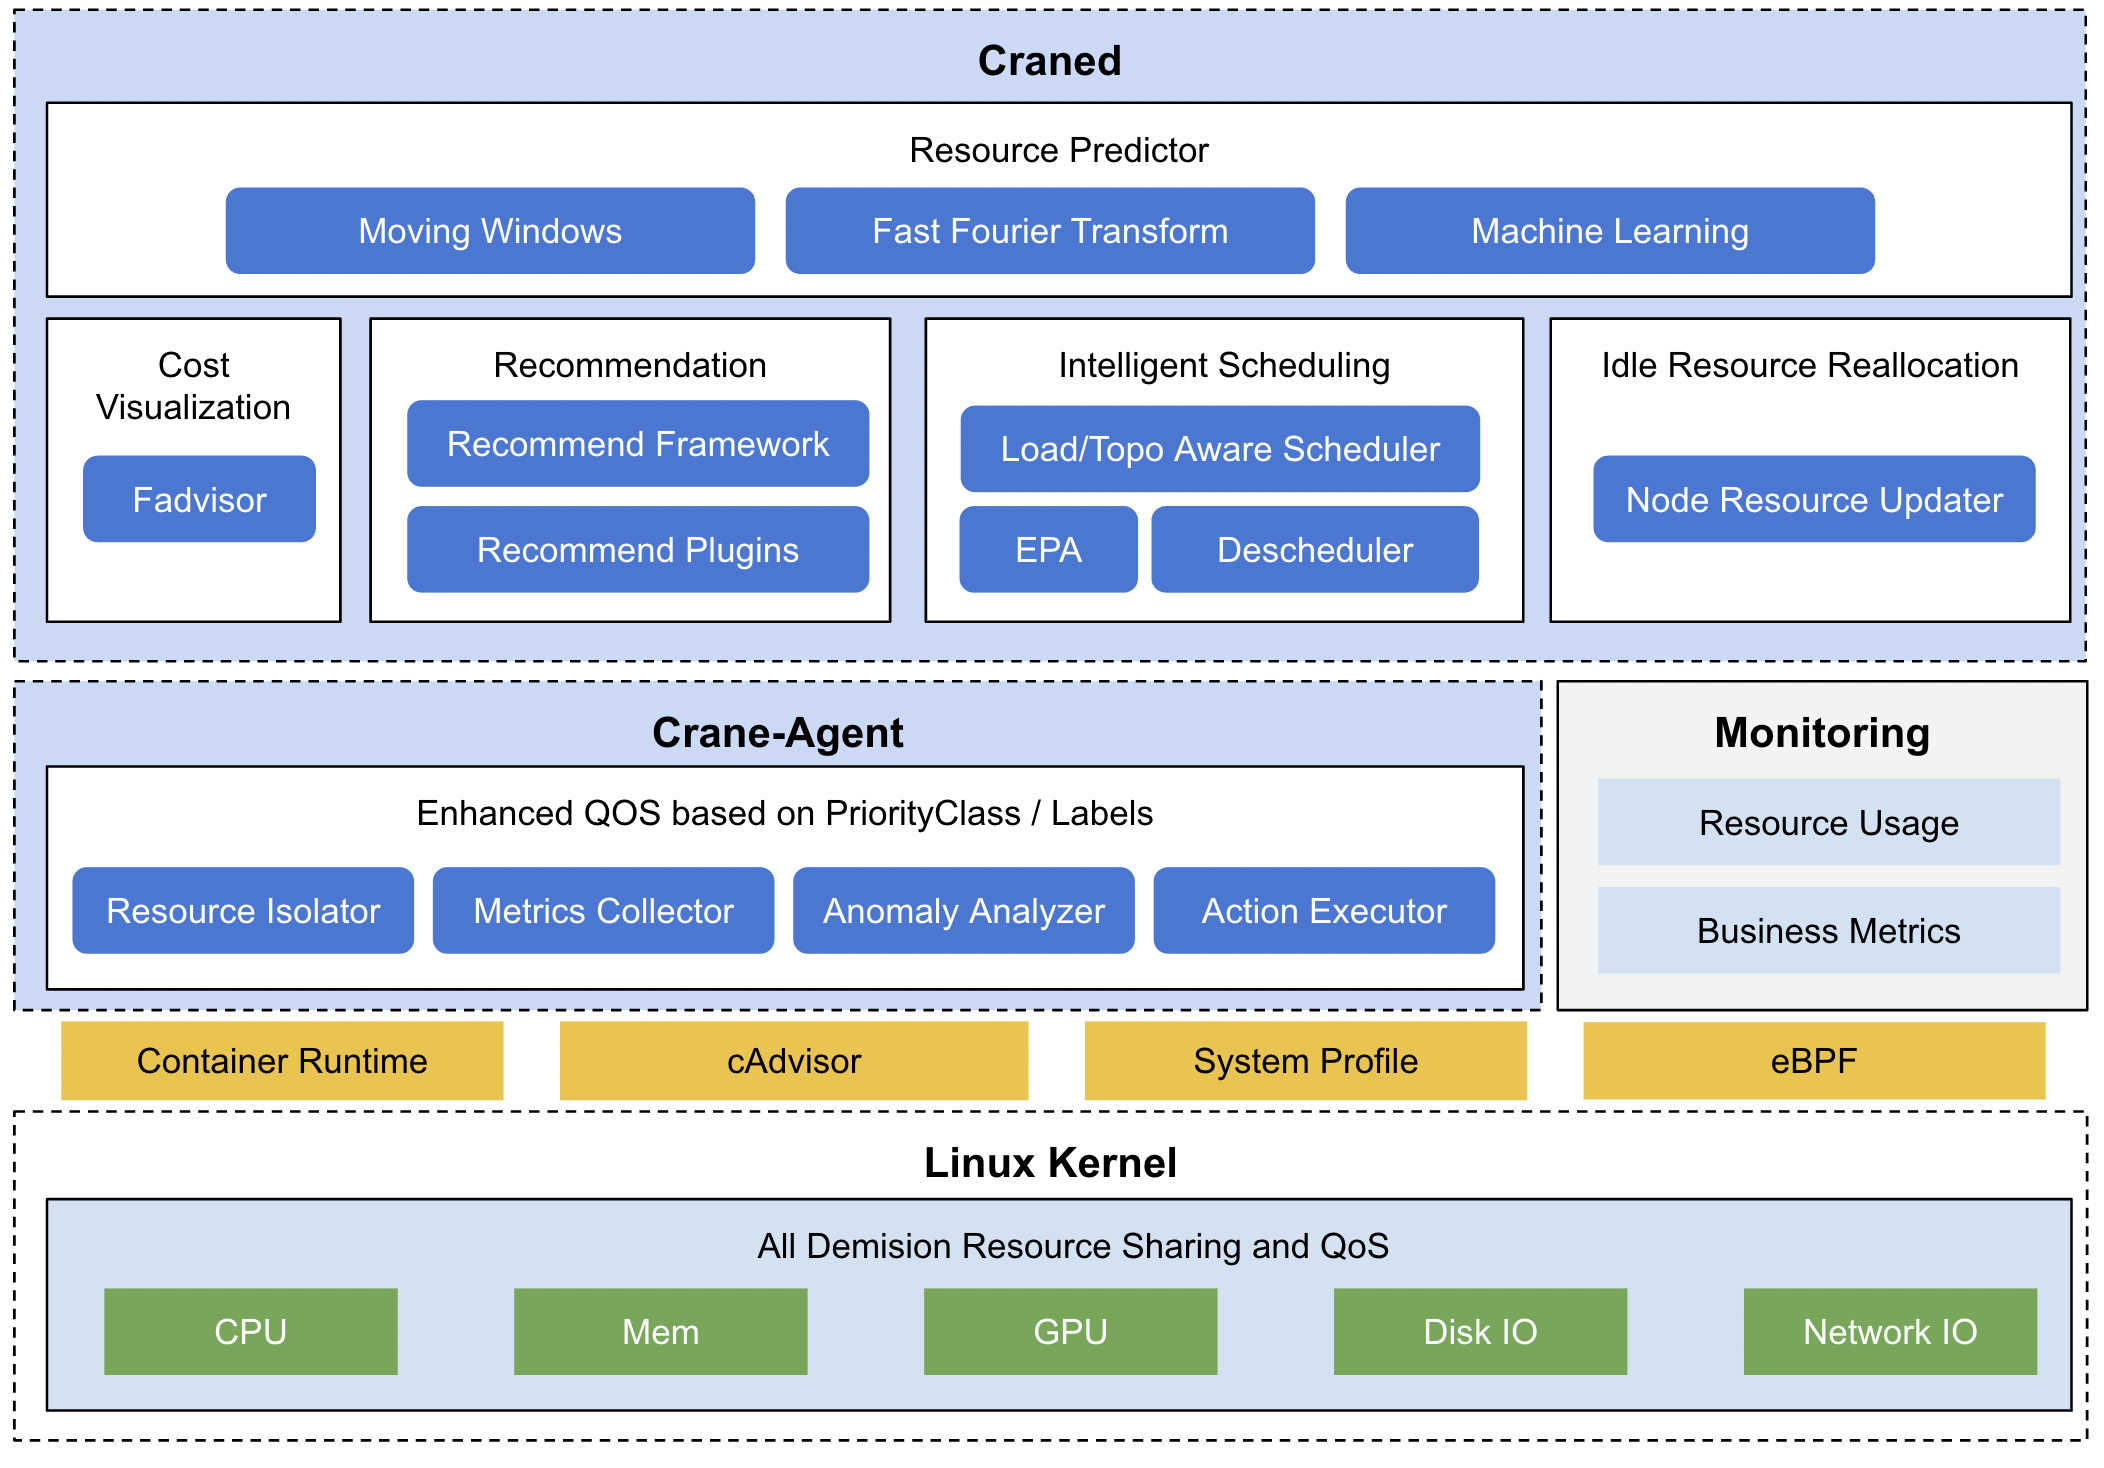 Craned
Resource Predictor
Moving Windows
Fast Fourier Transform
Machine Learning
Cost
Visualization
Fadvisor
Recommendation
Recommend Framework
Recommend Plugins
Intelligent Scheduling
Load/Topo Aware Scheduler
EPA
Descheduler
Idle Resource Reallocation
Node Resource Updater
Crane-Agent
Enhanced QOS based on PriorityClass / Labels
Resource Isolator
Metrics Collector
Anomaly Analyzer
Action Executor
Monitoring
Resource Usage
Business Metrics
Container Runtime
cAdvisor
System Profile
eBPF
Linux Kernel
All Demision Resource Sharing and QoS
CPU
Mem
GPU
Disk IO
Network IO